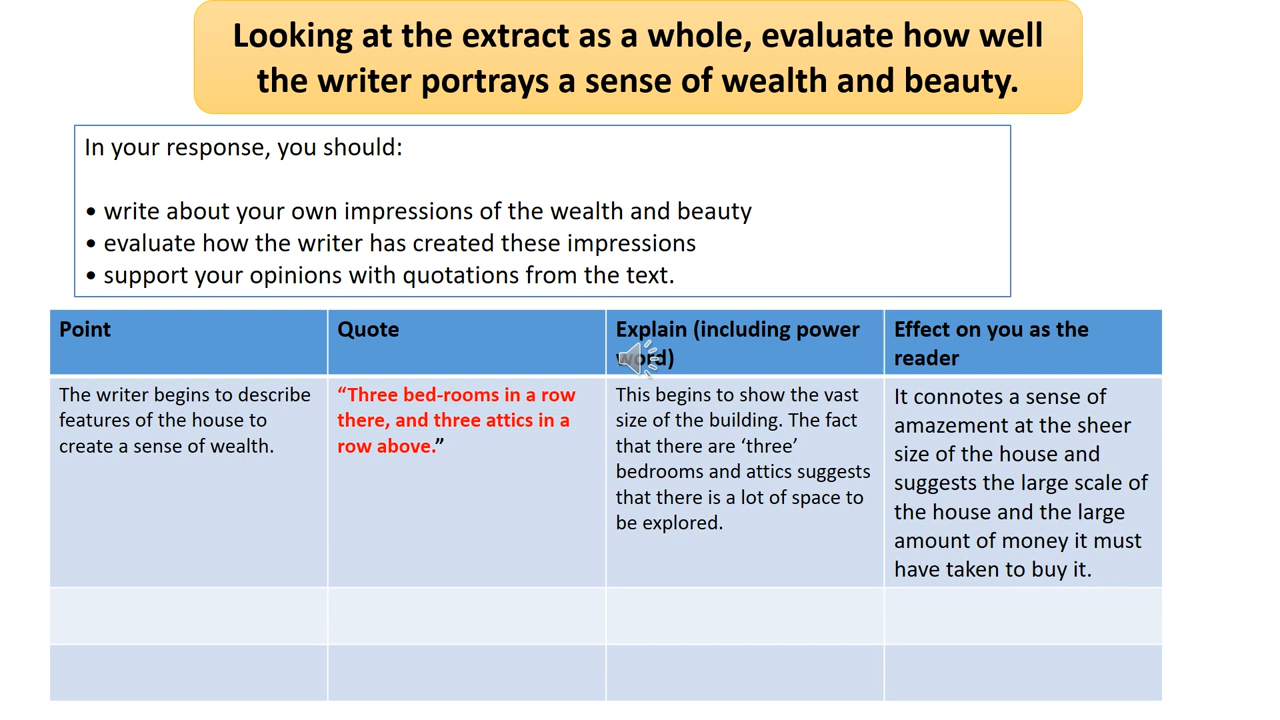 Looking at the extract as a whole, evaluate how well
the writer portrays a sense of wealth and beauty.
In your response, you should:
• write about your own impressions of the wealth and beauty
• evaluate how the writer has created these impressions
• support your opinions with quotations from the text.
Point
Quote
Explain (including power
word)
Effect on you as the
reader
The writer begins to describe
features of the house to
create a sense of wealth.
“Three bed-rooms in a row
there, and three attics in a
row above.”
This begins to show the vast
size of the building. The fact
that there are ‘three’
bedrooms and attics suggests
that there is a lot of space to
be explored.
It connotes a sense of
amazement at the sheer
size of the house and
suggests the large scale of
the house and the large
amount of money it must
have taken to buy it.